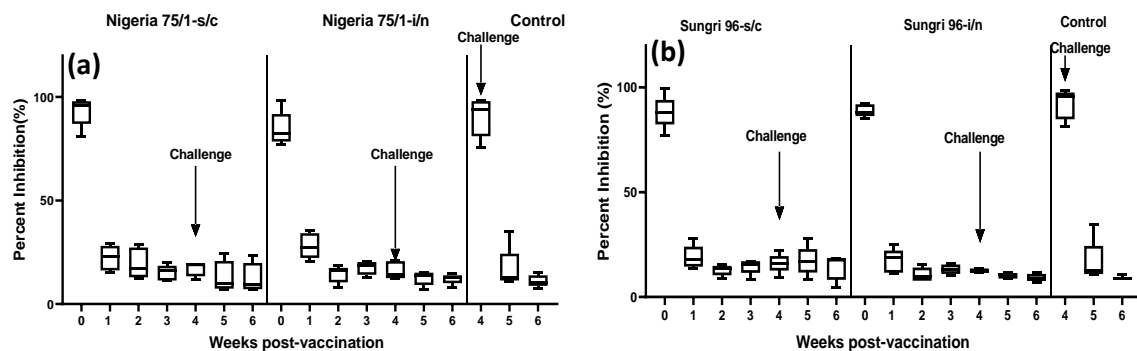 Nigeria 75/1-s/c
Nigeria 75/1-i/n
Control
Challenge
(a)
Challenge
Challenge
Percent Inhibition(%)
100
50
0
0 1 2 3 4 5 6 0 1 2 3 4 5 6 4 5 6
Weeks post-vaccination
Sungri 96-s/c
Sungri 96-i/n
Control
Challenge
(b)
Challenge
Challenge
Percent Inhibition (%)
100
50
0
0 1 2 3 4 5 6 0 1 2 3 4 5 6 4 5 6
Weeks post-vaccination